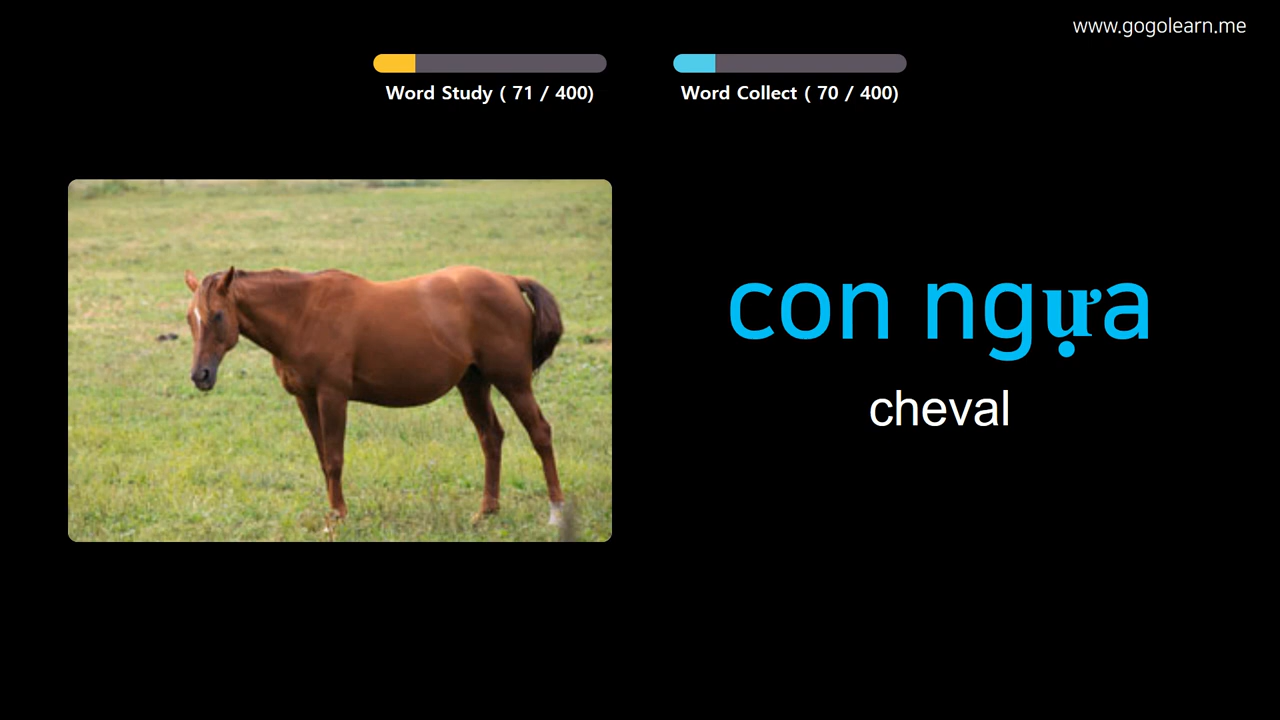 www.gogolearn.me
Word Study ( 71 / 400)
Word Collect ( 70 / 400)
con ngựa
cheval